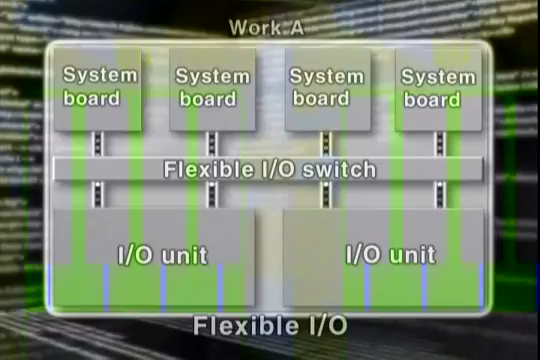 Work A
System
board
System
board
System
board
System
board
Flexible I/O switch
I/O unit
I/O unit
Flexible I/O